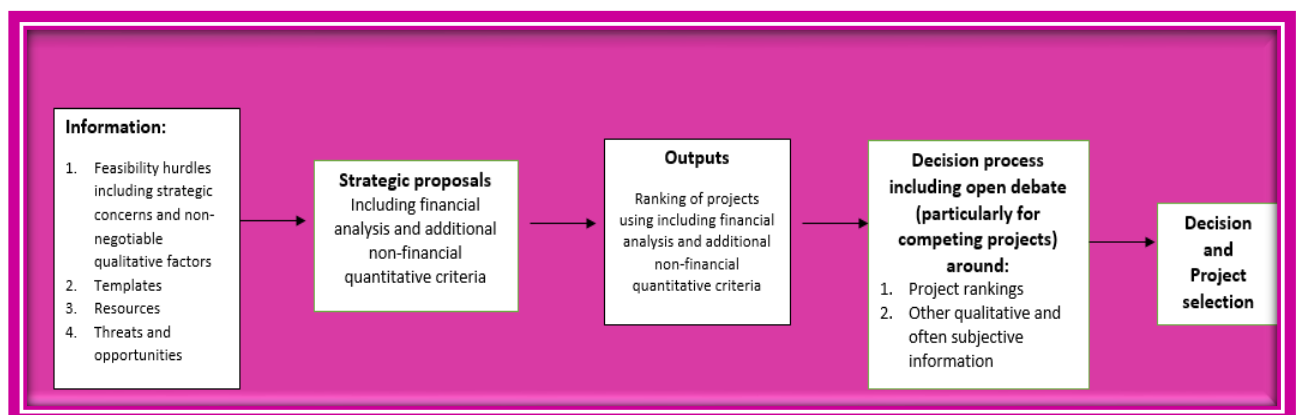 Information:
1. Feasibility hurdles
including strategic
concerns and non-
negotiable
qualitative factors
2. Templates
3. Resources
4. Threats and
opportunities
Strategic proposals
Including financial
analysis and additional
non-financial
quantitative criteria
Outputs
Ranking of projects
using including financial
analysis and additional
non-financial
quantitative criteria
Decision process
including open debate
(particularly for
competing projects)
around:
1. Project rankings
2. Other qualitative and
often subjective
information
Decision
and
Project
selection